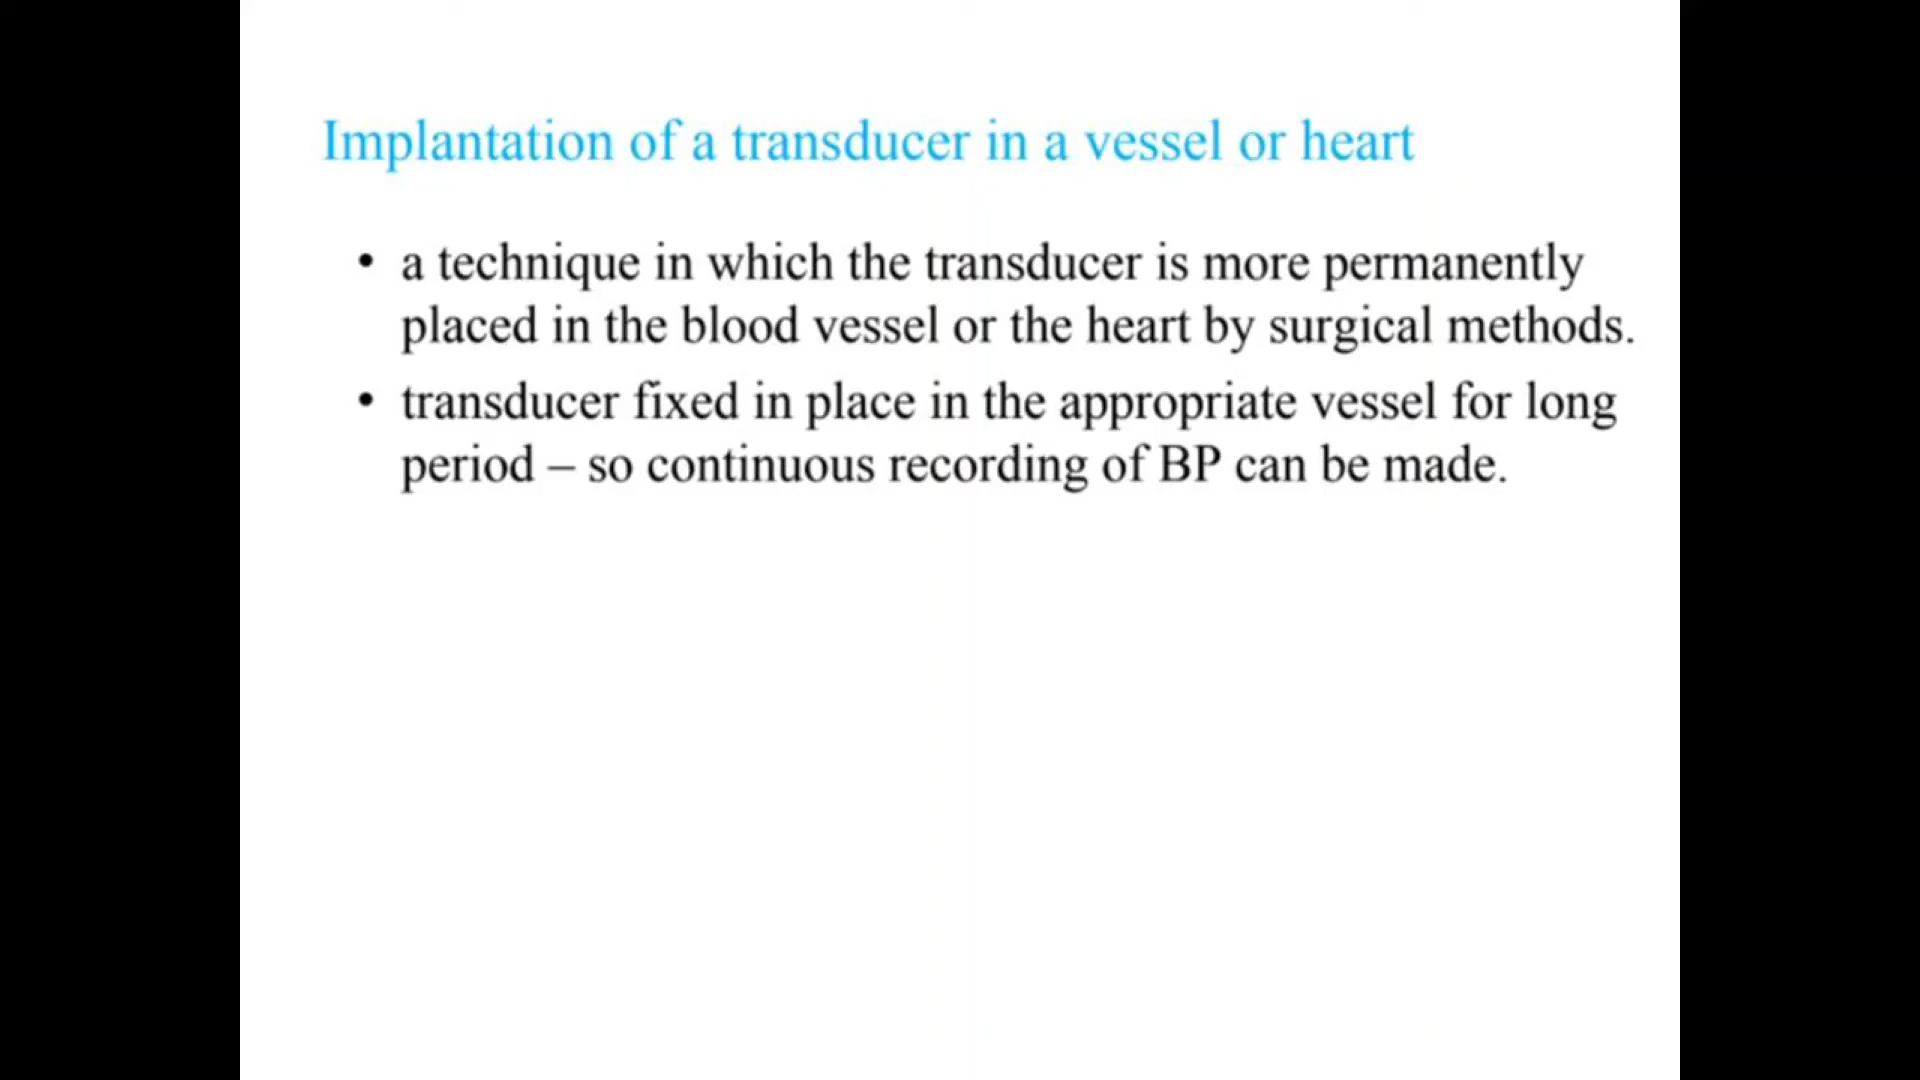 Implantation of a transducer in a vessel or heart
• a technique in which the transducer is more permanently
placed in the blood vessel or the heart by surgical methods.
• transducer fixed in place in the appropriate vessel for long
period – so continuous recording of BP can be made.